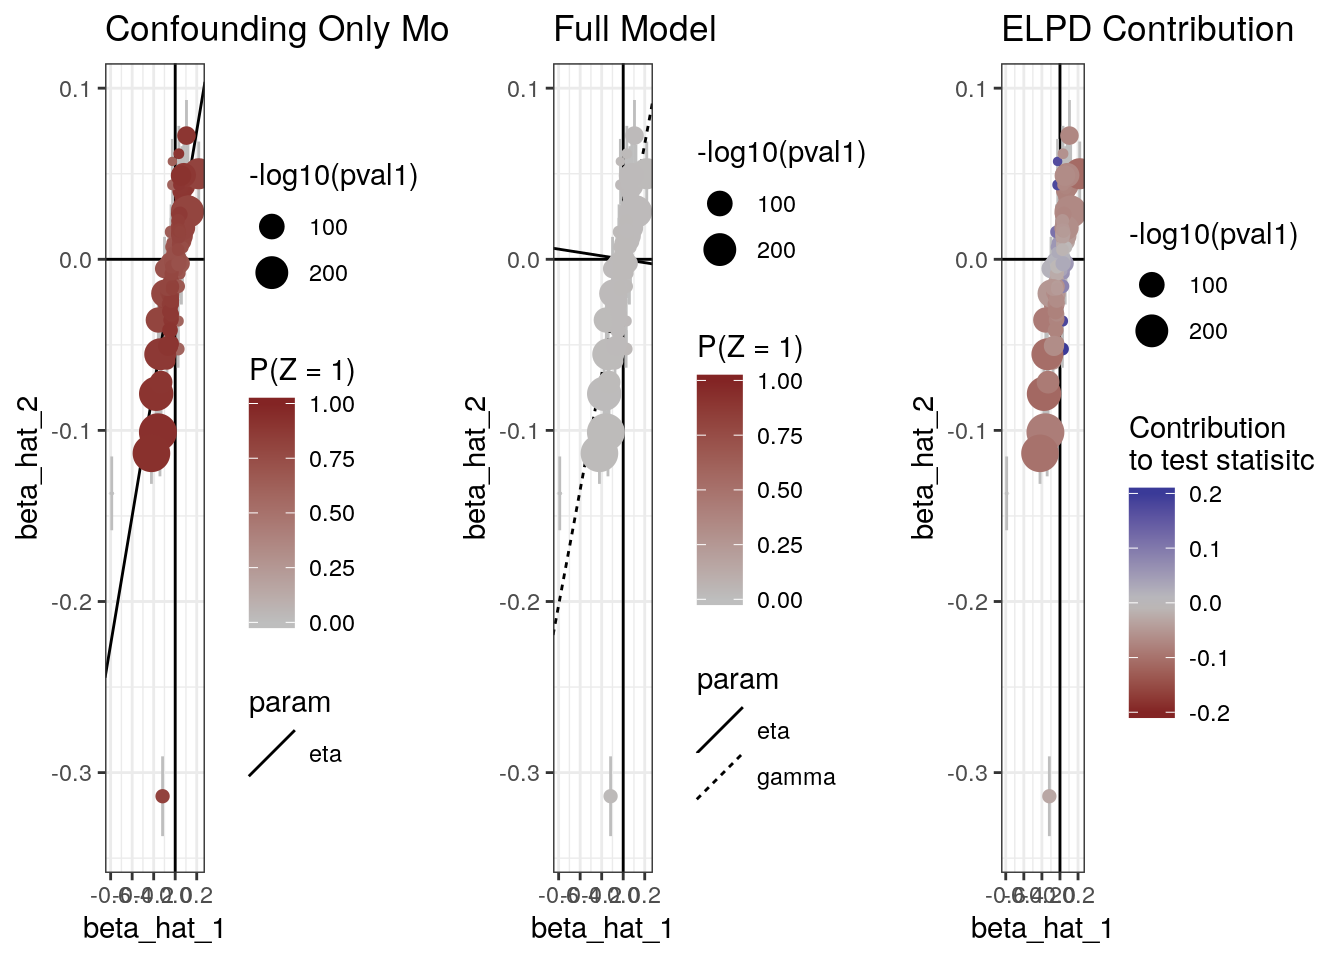 Confounding Only Mo
Full Model
ELPD Contribution
beta_hat_2
0.1
0.0
-0.1
-0.2
-0.3
beta_hat_1
-log10(pval1)
100
200
P(Z = 1)
1.00
0.75
0.50
0.25
0.00
param
eta
beta_hat_2
0.1
0.0
-0.1
-0.2
-0.3
beta_hat_1
-log10(pval1)
100
200
P(Z = 1)
1.00
0.75
0.50
0.25
0.00
param
eta
gamma
beta_hat_2
0.1
0.0
-0.1
-0.2
-0.3
beta_hat_1
-log10(pval1)
100
200
Contribution
to test statisitc
0.2
0.1
0.0
-0.1
-0.2